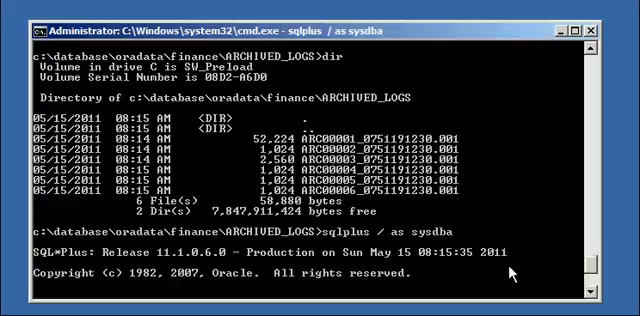 Administrator: C:\Windows\system32\cmd.exe - sqlplus / as sysdba
c:\database\oradata\finance\ARCHIVED_LOGS>dir
Volume in drive C is SW_Preload
Volume Serial Number is 08D2-A6D0
Directory of c:\database\oradata\finance\ARCHIVED_LOGS
05/15/2011 08:15 AM <DIR> .
05/15/2011 08:15 AM <DIR> ..
05/15/2011 08:14 AM 52,224 ARC00001_0751191230.001
05/15/2011 08:14 AM 1,024 ARC00002_0751191230.001
05/15/2011 08:14 AM 2,560 ARC00003_0751191230.001
05/15/2011 08:14 AM 1,024 ARC00004_0751191230.001
05/15/2011 08:15 AM 1,024 ARC00005_0751191230.001
05/15/2011 08:15 AM 1,024 ARC00006_0751191230.001
6 File(s) 58,880 bytes
2 Dir(s) 7,847,911,424 bytes free
c:\database\oradata\finance\ARCHIVED_LOGS>sqlplus / as sysdba
SQL*Plus: Release 11.1.0.6.0 - Production on Sun May 15 08:15:35 2011
Copyright (c) 1982, 2007, Oracle. All rights reserved.